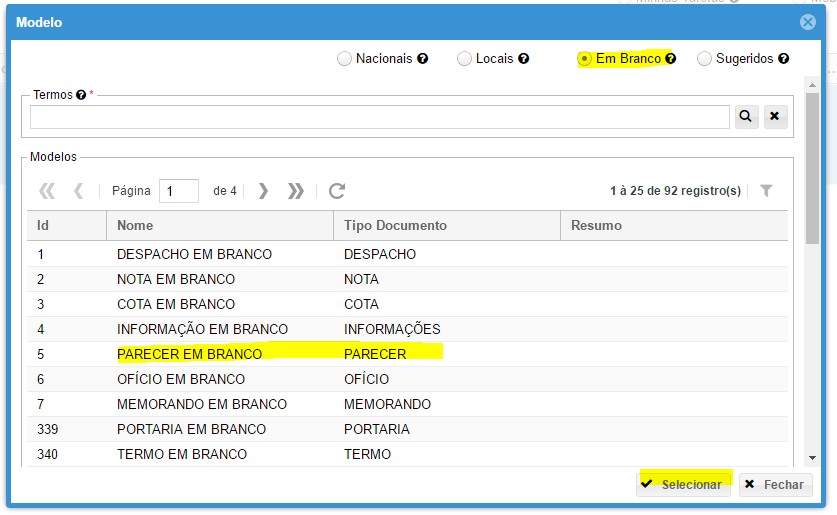 Modelo
Nacionais Locais Em Branco Sugeridos
Termos *
Modelos
Página 1 de 4 1 à 25 de 92 registro(s)
Id Nome Tipo Documento Resumo
1 DESPACHO EM BRANCO DESPACHO
2 NOTA EM BRANCO NOTA
3 COTA EM BRANCO COTA
4 INFORMAÇÃO EM BRANCO INFORMAÇÕES
5 PARECER EM BRANCO PARECER
6 OFÍCIO EM BRANCO OFÍCIO
7 MEMORANDO EM BRANCO MEMORANDO
339 PORTARIA EM BRANCO PORTARIA
340 TERMO EM BRANCO TERMO
Selecionar Fechar